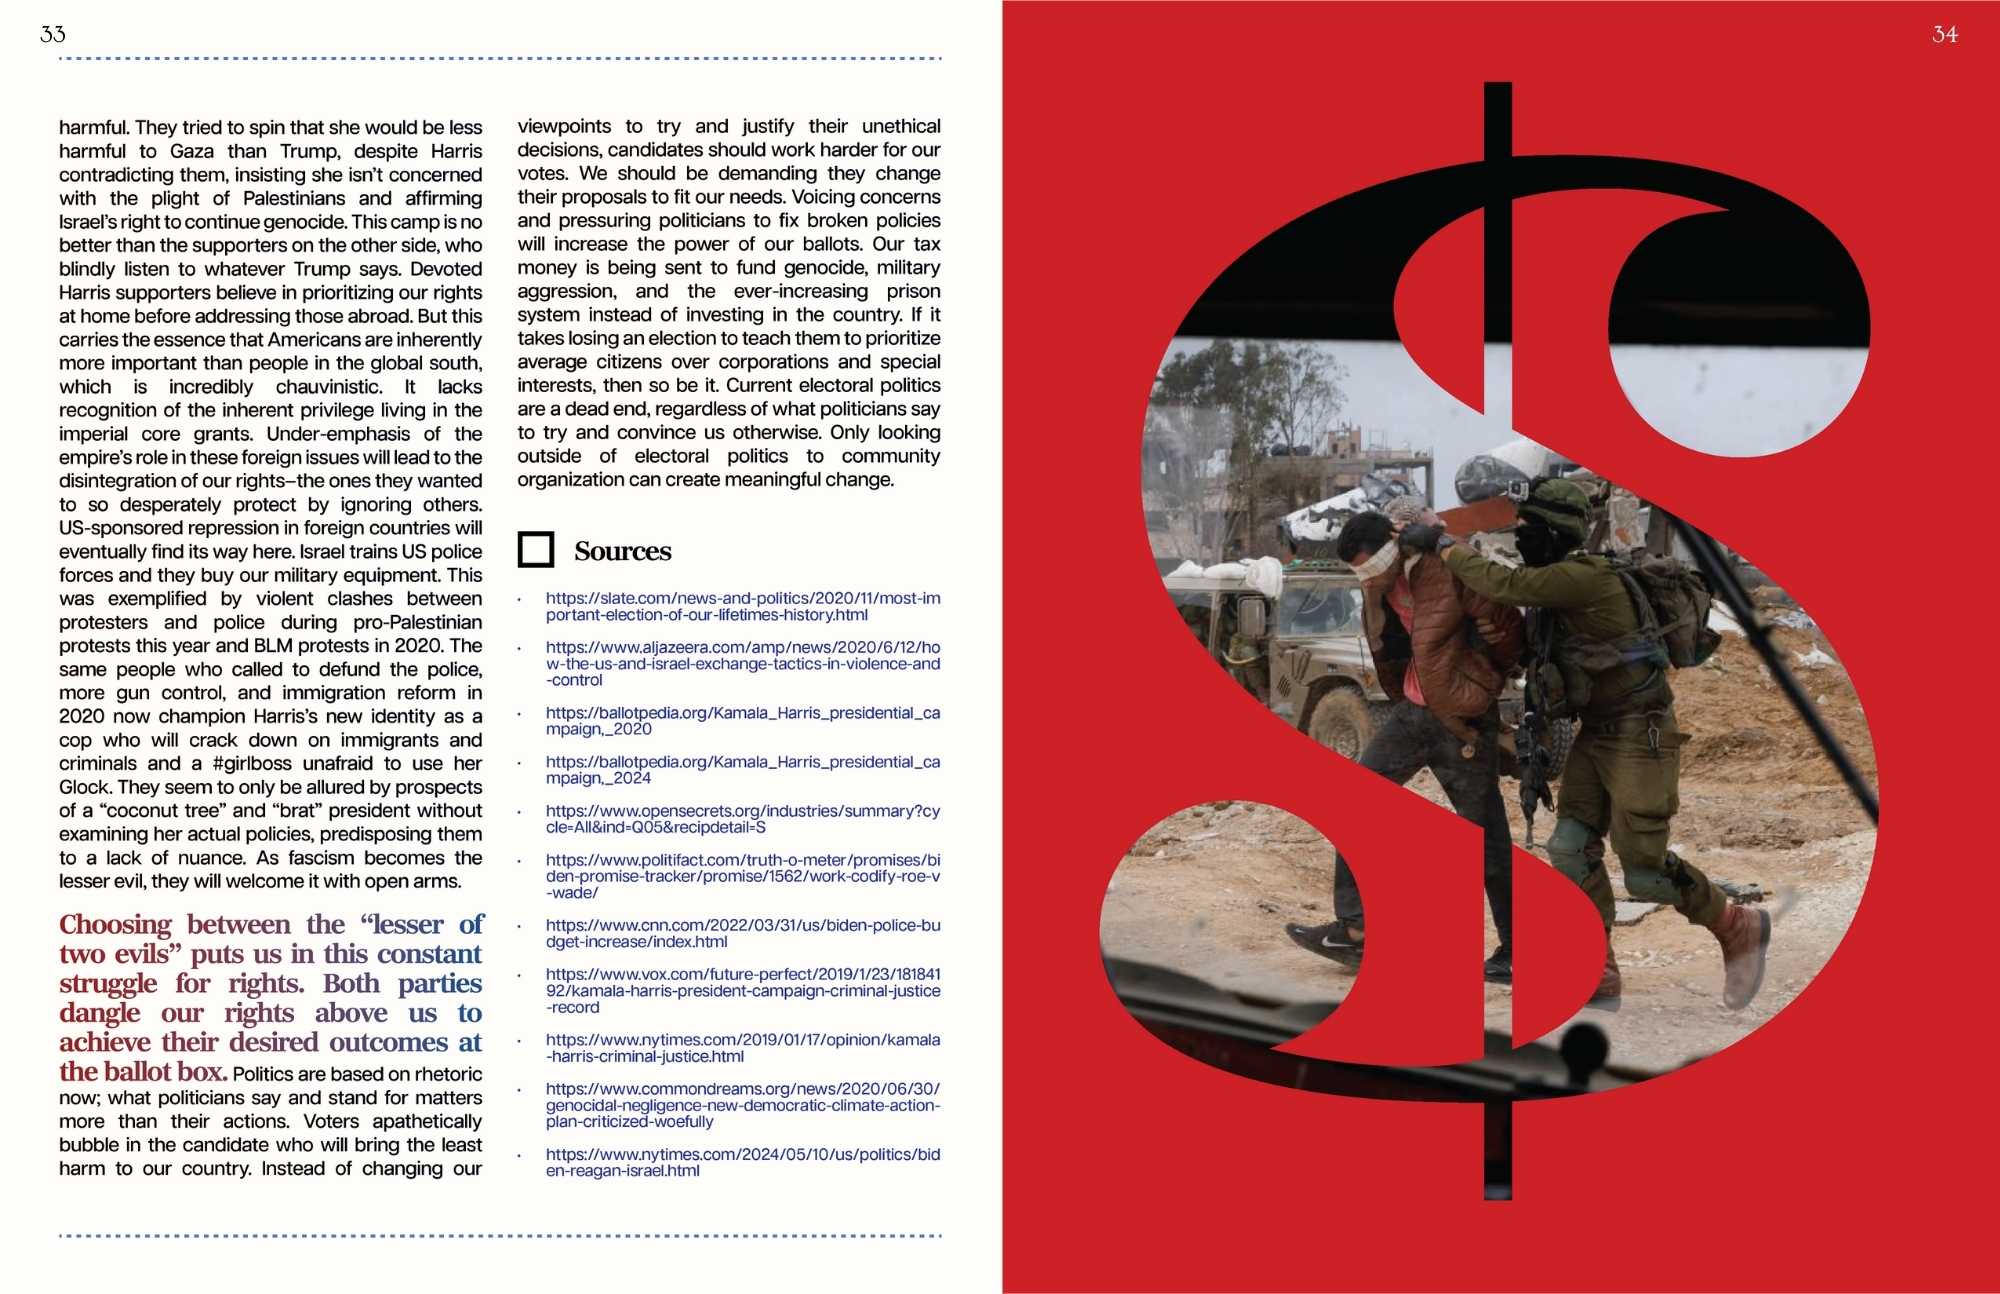 33
harmful. They tried to spin that she would be less
harmful to Gaza than Trump, despite Harris
contradicting them, insisting she isn’t concerned
with the plight of Palestinians and affirming
Israel’s right to continue genocide. This camp is no
better than the supporters on the other side, who
blindly listen to whatever Trump says. Devoted
Harris supporters believe in prioritizing our rights
at home before addressing those abroad. But this
carries the essence that Americans are inherently
more important than people in the global south,
which is incredibly chauvinistic. It lacks
recognition of the inherent privilege living in the
imperial core grants. Under-emphasis of the
empire’s role in these foreign issues will lead to the
disintegration of our rights—the ones they wanted
to so desperately protect by ignoring others.
US-sponsored repression in foreign countries will
eventually find its way here. Israel trains US police
forces and they buy our military equipment. This
was exemplified by violent clashes between
protesters and police during pro-Palestinian
protests this year and BLM protests in 2020. The
same people who called to defund the police,
more gun control, and immigration reform in
2020 now champion Harris’s new identity as a
cop who will crack down on immigrants and
criminals and a #girlboss unafraid to use her
Glock. They seem to only be allured by prospects
of a “coconut tree” and “brat” president without
examining her actual policies, predisposing them
to a lack of nuance. As fascism becomes the
lesser evil, they will welcome it with open arms.
Choosing between the “lesser of
two evils” puts us in this constant
struggle for rights. Both parties
dangle our rights above us to
achieve their desired outcomes at
the ballot box. Politics are based on rhetoric
now; what politicians say and stand for matters
more than their actions. Voters apathetically
bubble in the candidate who will bring the least
harm to our country. Instead of changing our
viewpoints to try and justify their unethical
decisions, candidates should work harder for our
votes. We should be demanding they change
their proposals to fit our needs. Voicing concerns
and pressuring politicians to fix broken policies
will increase the power of our ballots. Our tax
money is being sent to fund genocide, military
aggression, and the ever-increasing prison
system instead of investing in the country. If it
takes losing an election to teach them to prioritize
average citizens over corporations and special
interests, then so be it. Current electoral politics
are a dead end, regardless of what politicians say
to try and convince us otherwise. Only looking
outside of electoral politics to community
organization can create meaningful change.
Sources
• https://slate.com/news-and-politics/2020/11/most-im
portant-election-of-our-lifetimes-history.html
• https://www.aljazeera.com/amp/news/2020/6/12/ho
w-the-us-and-israel-exchange-tactics-in-violence-and
-control
• https://ballotpedia.org/Kamala_Harris_presidential_ca
mpaign,_2020
• https://ballotpedia.org/Kamala_Harris_presidential_ca
mpaign,_2024
• https://www.opensecrets.org/industries/summary?cy
cle=All&ind=Q05&recipdetail=S
• https://www.politifact.com/truth-o-meter/promises/bi
den-promise-tracker/promise/1562/work-codify-roe-v
-wade/
• https://www.cnn.com/2022/03/31/us/biden-police-bu
dget-increase/index.html
• https://www.vox.com/future-perfect/2019/1/23/181841
92/kamala-harris-president-campaign-criminal-justice
-record
• https://www.nytimes.com/2019/01/17/opinion/kamala
-harris-criminal-justice.html
• https://www.commondreams.org/news/2020/06/30/
genocidal-negligence-new-democratic-climate-action-
plan-criticized-woefully
• https://www.nytimes.com/2024/05/10/us/politics/bid
en-reagan-israel.html
34
$